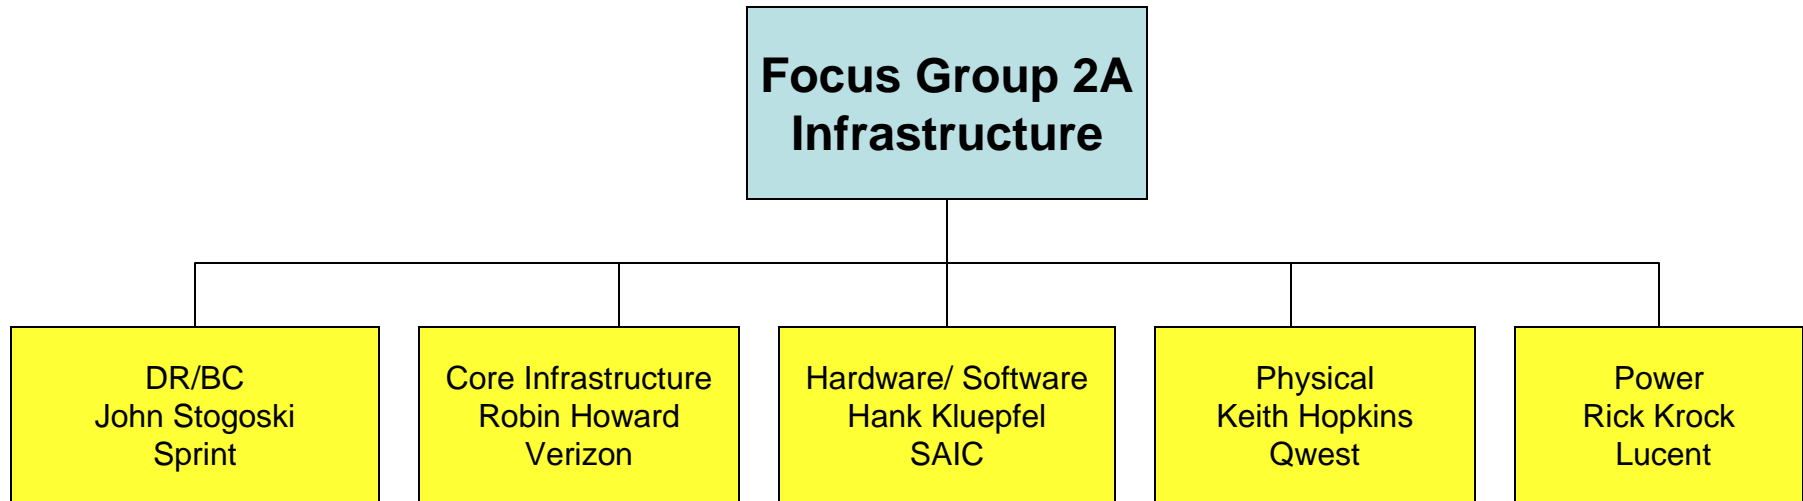 Focus Group 2A
Infrastructure
DR/BC
John Stogoski
Sprint
Core Infrastructure
Robin Howard
Verizon
Hardware/ Software
Hank Kluepfel
SAIC
Physical
Keith Hopkins
Qwest
Power
Rick Krock
Lucent